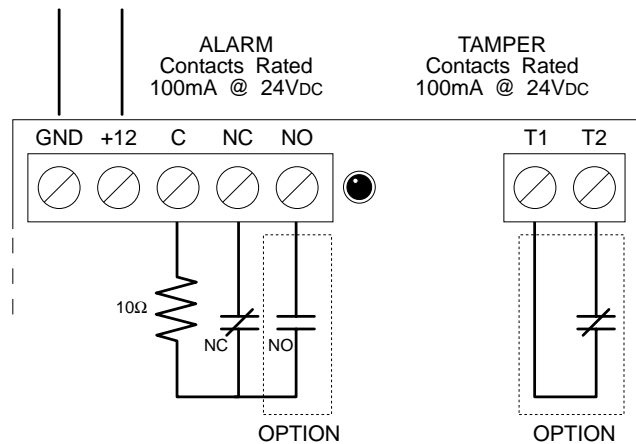 ALARM
Contacts Rated
100mA @ 24VDC
TAMPER
Contacts Rated
100mA @ 24VDC
GND +12 C NC NO
T1 T2
10Ω
NC
NO
OPTION
OPTION